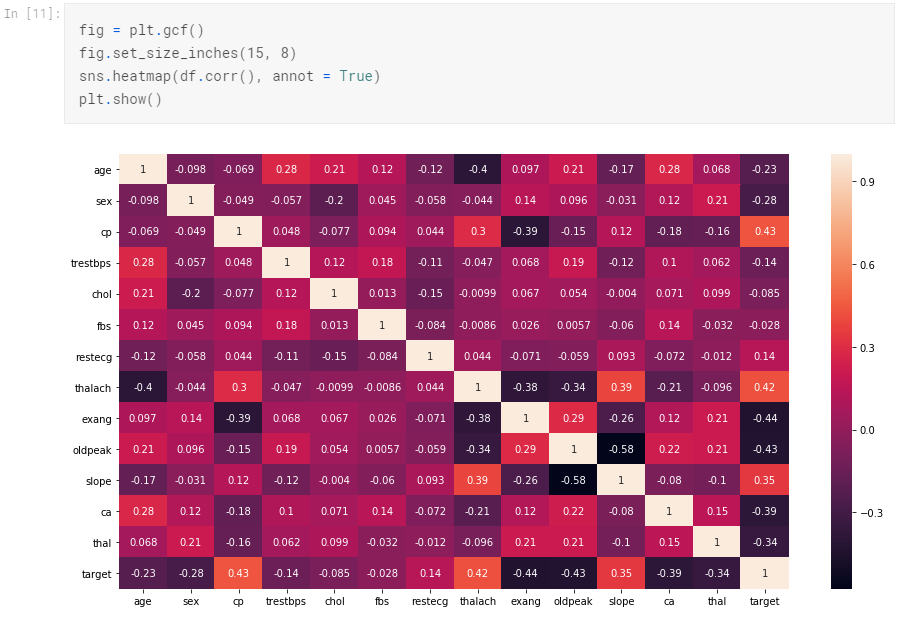 In [11]:
fig = plt.gcf()
fig.set_size_inches(15, 8)
sns.heatmap(df.corr(), annot = True)
plt.show()
age 1 -0.098 -0.069 0.28 0.21 0.12 -0.12 -0.4 0.097 0.21 -0.17 0.28 0.068 -0.23
sex -0.098 1 -0.049 -0.057 -0.2 0.045 -0.058 -0.044 0.14 0.096 -0.031 0.12 0.21 -0.28
cp -0.069 -0.049 1 0.048 -0.077 0.094 0.044 0.3 -0.39 -0.15 0.12 -0.18 -0.16 0.43
trestbps 0.28 -0.057 0.048 1 0.12 0.18 -0.11 -0.047 0.068 0.19 -0.12 0.1 0.062 -0.14
chol 0.21 -0.2 -0.077 0.12 1 0.013 -0.15 -0.0099 0.067 0.054 -0.004 0.071 0.099 -0.085
fbs 0.12 0.045 0.094 0.18 0.013 1 -0.084 -0.0086 0.026 0.0057 -0.06 0.14 -0.032 -0.028
restecg -0.12 -0.058 0.044 -0.11 -0.15 -0.084 1 0.044 -0.071 -0.059 0.093 -0.072 -0.012 0.14
thalach -0.4 -0.044 0.3 -0.047 -0.0099 -0.0086 0.044 1 -0.38 -0.34 0.39 -0.21 -0.096 0.42
exang 0.097 0.14 -0.39 0.068 0.067 0.026 -0.071 -0.38 1 0.29 -0.26 0.12 0.21 -0.44
oldpeak 0.21 0.096 -0.15 0.19 0.054 0.0057 -0.059 -0.34 0.29 1 -0.58 0.22 0.21 -0.43
slope -0.17 -0.031 0.12 -0.12 -0.004 -0.06 0.093 0.39 -0.26 -0.58 1 -0.08 -0.1 0.35
ca 0.28 0.12 -0.18 0.1 0.071 0.14 -0.072 -0.21 0.12 0.22 -0.08 1 0.15 -0.39
thal 0.068 0.21 -0.16 0.062 0.099 -0.032 -0.012 -0.096 0.21 0.21 -0.1 0.15 1 -0.34
target -0.23 -0.28 0.43 -0.14 -0.085 -0.028 0.14 0.42 -0.44 -0.43 0.35 -0.39 -0.34 1
age sex cp trestbps chol fbs restecg thalach exang oldpeak slope ca thal target
0.9
0.6
0.3
0.0
−0.3